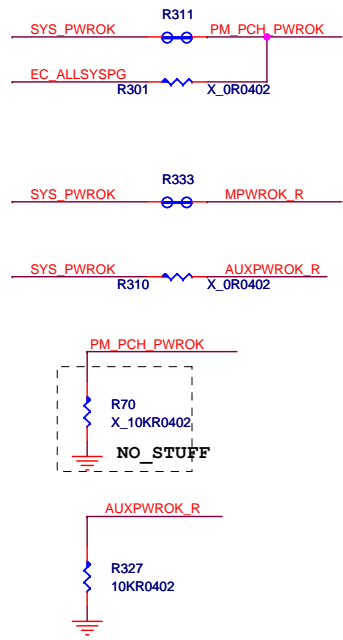 R311
SYS_PWROK
PM_PCH_PWROK
EC_ALLSYSPG
R301
X_0R0402
R333
SYS_PWROK
MPWROK_R
SYS_PWROK
AUXPWROK_R
R310
X_0R0402
PM_PCH_PWROK
R70
X_10KR0402
NO_STUFF
AUXPWROK_R
R327
10KR0402